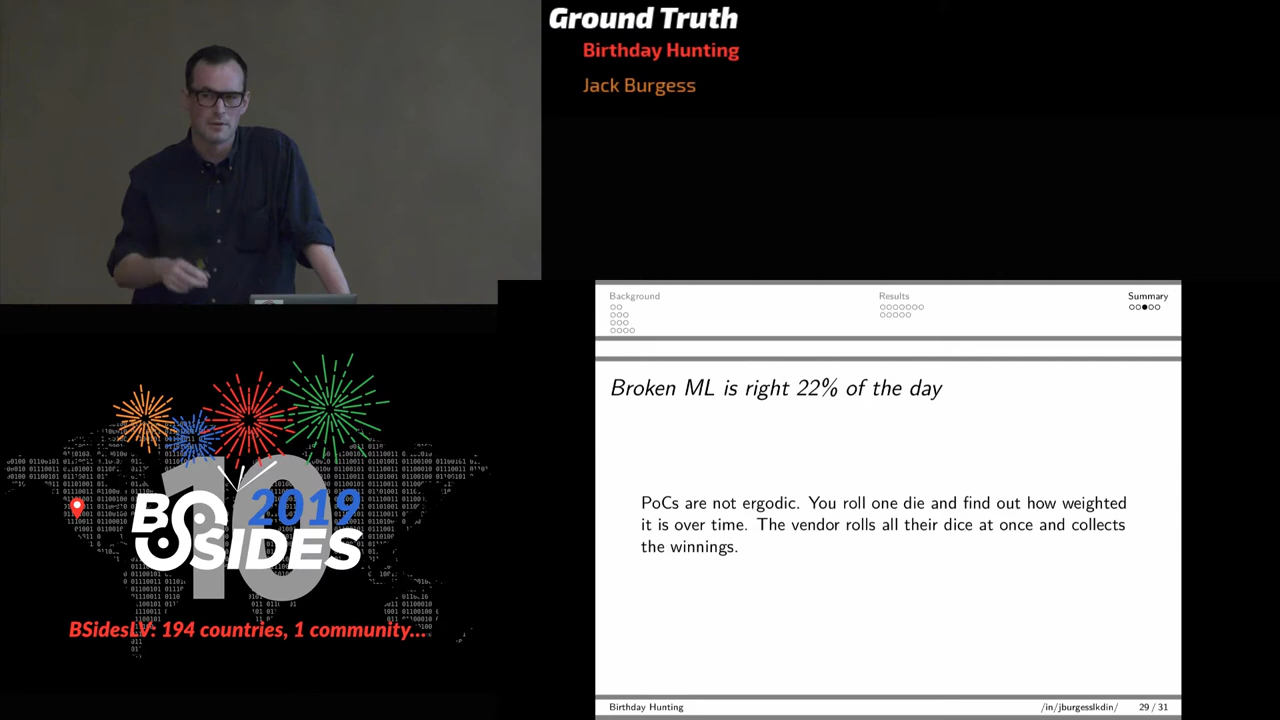 Ground Truth
Birthday Hunting
Jack Burgess
Background
Results
Summary
Broken ML is right 22% of the day
PoCs are not ergodic. You roll one die and find out how weighted
it is over time. The vendor rolls all their dice at once and collects
the winnings.
Birthday Hunting
/in/jburgesslkdin/
29 / 31
10
2019
BSIDES
BSidesLV: 194 countries, 1 community...